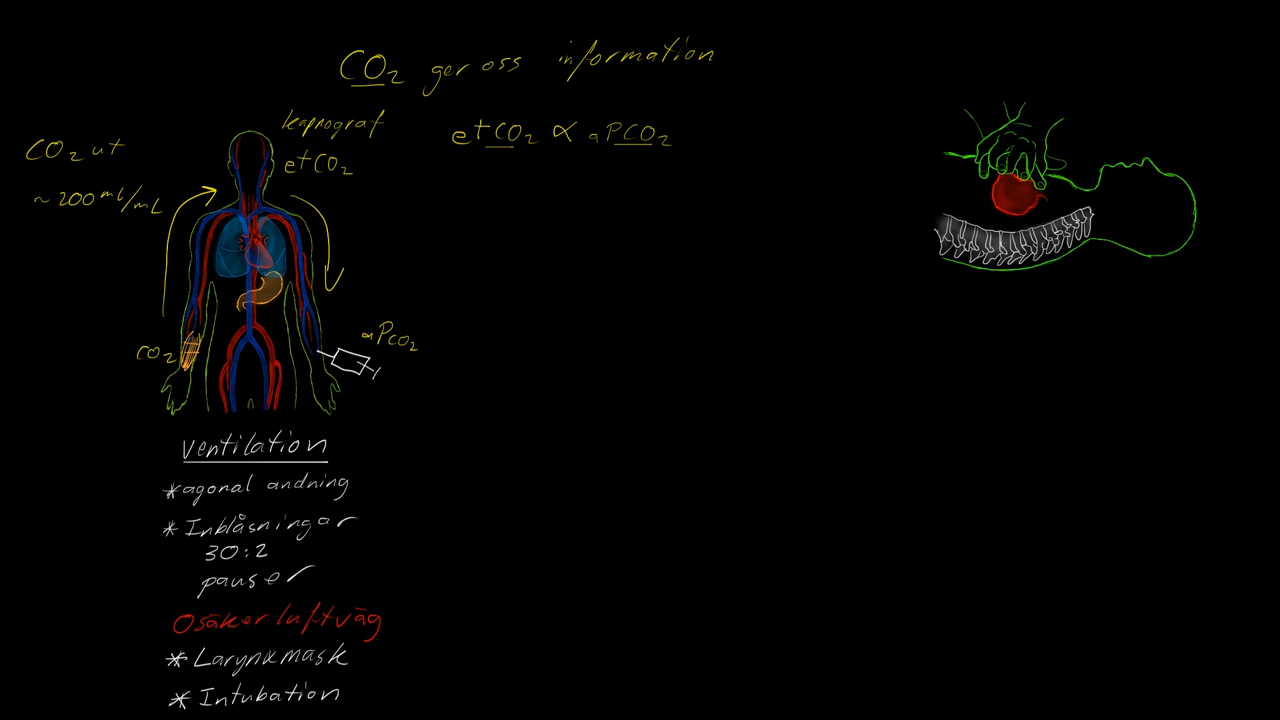 CO₂ ger oss information
kapnograf
etCO₂
etCO₂ ∝ aPCO₂
CO₂ ut
~ 200 ml/mL
CO₂
aPCO₂
Ventilation
* agonal andning
* Inblåsningar
30:2
pauser
Osäker luftväg
* Larynxmask
* Intubation